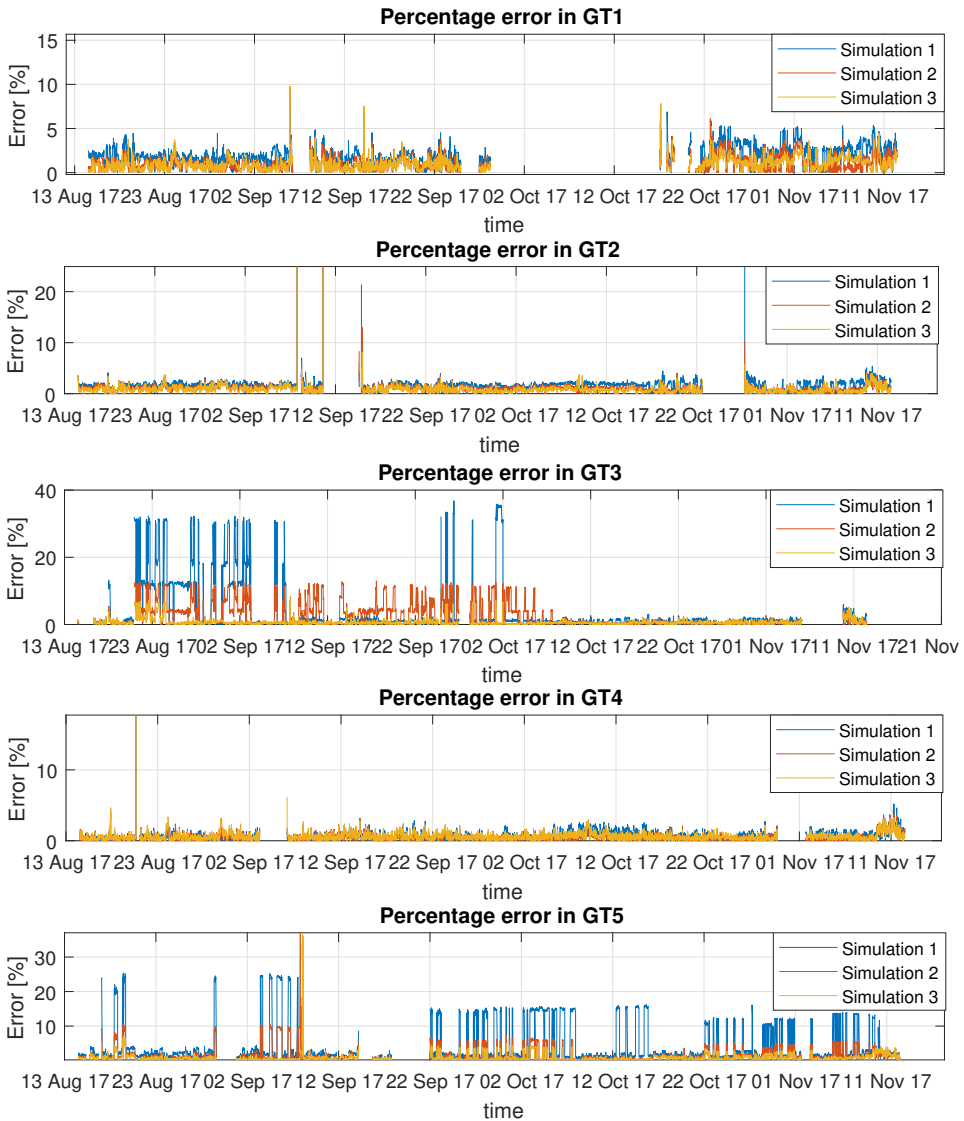 Percentage error in GT1
15
10
5
0
Error [%]
Simulation 1
Simulation 2
Simulation 3
13 Aug 17 23 Aug 17 02 Sep 17 12 Sep 17 22 Sep 17 02 Oct 17 12 Oct 17 22 Oct 17 01 Nov 17 11 Nov 17
time
Percentage error in GT2
20
10
0
Error [%]
Simulation 1
Simulation 2
Simulation 3
13 Aug 17 23 Aug 17 02 Sep 17 12 Sep 17 22 Sep 17 02 Oct 17 12 Oct 17 22 Oct 17 01 Nov 17 11 Nov 17
time
Percentage error in GT3
40
20
0
Error [%]
Simulation 1
Simulation 2
Simulation 3
13 Aug 17 23 Aug 17 02 Sep 17 12 Sep 17 22 Sep 17 02 Oct 17 12 Oct 17 22 Oct 17 01 Nov 17 11 Nov 17 21 Nov
time
Percentage error in GT4
10
0
Error [%]
Simulation 1
Simulation 2
Simulation 3
13 Aug 17 23 Aug 17 02 Sep 17 12 Sep 17 22 Sep 17 02 Oct 17 12 Oct 17 22 Oct 17 01 Nov 17 11 Nov 17
time
Percentage error in GT5
30
20
10
Error [%]
Simulation 1
Simulation 2
Simulation 3
13 Aug 17 23 Aug 17 02 Sep 17 12 Sep 17 22 Sep 17 02 Oct 17 12 Oct 17 22 Oct 17 01 Nov 17 11 Nov 17
time